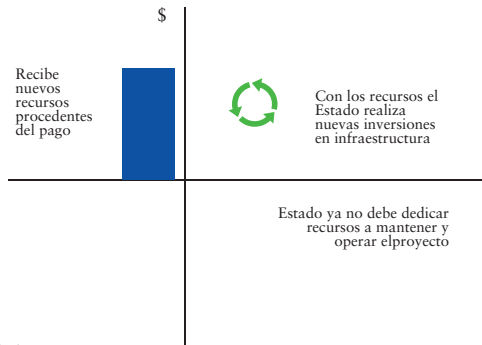 $
Recibe
nuevos
recursos
procedentes
del pago
Con los recursos el
Estado realiza
nuevas inversiones
en infraestructura
Estado ya no debe dedicar
recursos a mantener y
operar elproyecto